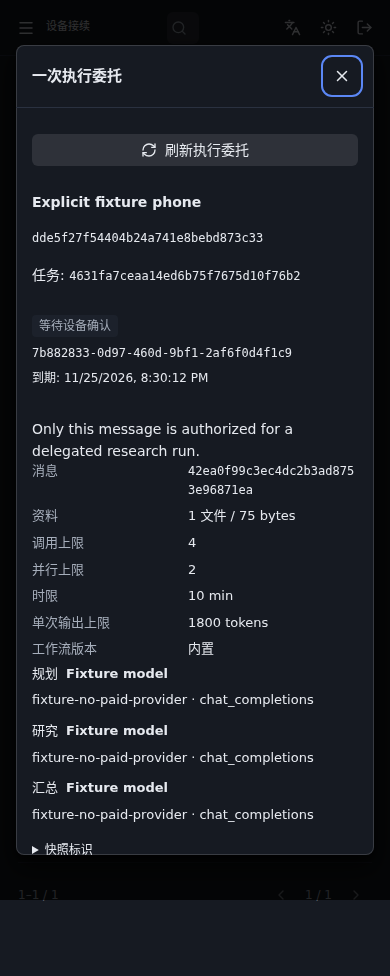 设备接续
一次执行委托
刷新执行委托
Explicit fixture phone
dde5f27f54404b24a741e8bebd873c33
任务: 4631fa7ceaa14ed6b75f7675d10f76b2
等待设备确认
7b882833-0d97-460d-9bf1-2af6f0d4f1c9
到期: 11/25/2026, 8:30:12 PM
Only this message is authorized for a
delegated research run.
消息 42ea0f99c3ec4dc2b3ad875
3e96871ea
资料 1 文件 / 75 bytes
调用上限 4
并行上限 2
时限 10 min
单次输出上限 1800 tokens
工作流版本 内置
规划 Fixture model
fixture-no-paid-provider · chat_completions
研究 Fixture model
fixture-no-paid-provider · chat_completions
汇总 Fixture model
fixture-no-paid-provider · chat_completions
快照标识
1–1 / 1 1 / 1